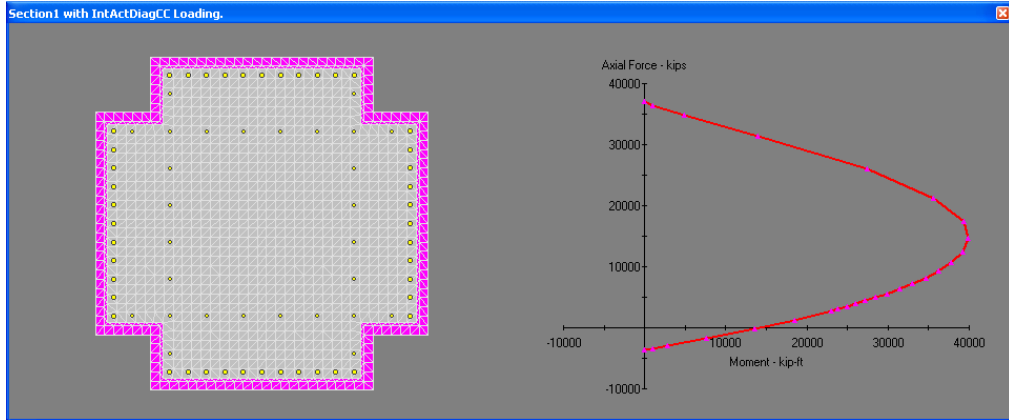 Section1 with IntActDiagCC Loading.
Axial Force - kips
40000
30000
20000
10000
-10000 10000 20000 30000 40000
Moment - kip-ft
-10000